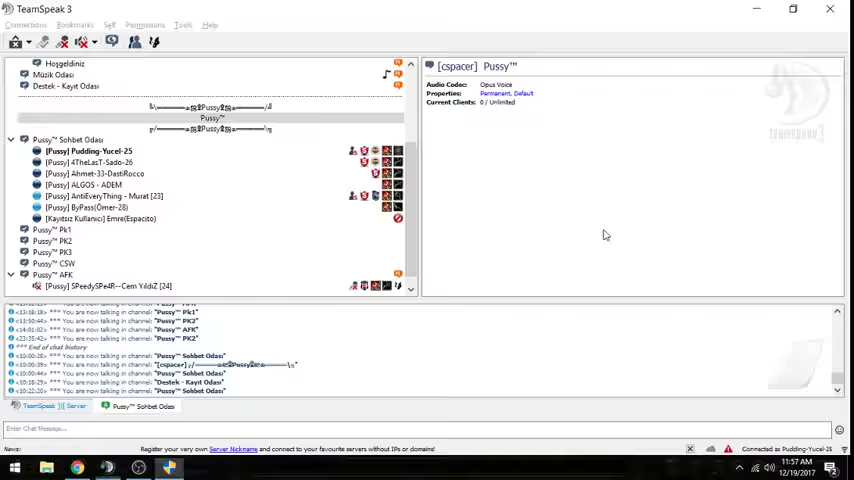 TeamSpeak 3
Connections Bookmarks Self Permissions Tools Help
Hoşgeldiniz
Müzik Odası
Destek - Kayıt Odası
Pussy
Pussy™
Pussy
Pussy™ Sohbet Odası
[Pussy] Pudding-Yucel-25
[Pussy] 4TheLasT-Sado-26
[Pussy] Ahmet-33-DastiRocco
[Pussy] ALGOS - ADEM
[Pussy] AntiEveryThing - Murat [23]
[Pussy] ByPass(Ömer-28)
[Kayıtsız Kullanıcı] Emre(Espacito)
Pussy™ Pk1
Pussy™ PK2
Pussy™ PK3
Pussy™ CSW
Pussy™ AFK
[Pussy] SPeedySPe4R--Cem YıldıZ [24]
[cspacer] Pussy™
Audio Codec: Opus Voice
Properties: Permanent, Default
Current Clients: 0 / Unlimited
<13:18:18> *** You are now talking in channel: "Pussy™ Pk1"
<13:50:44> *** You are now talking in channel: "Pussy™ PK2"
<14:01:02> *** You are now talking in channel: "Pussy™ AFK"
<23:35:42> *** You are now talking in channel: "Pussy™ PK2"
*** End of chat history
<10:00:28> *** You are now talking in channel: "Pussy™ Sohbet Odası"
<10:00:39> *** You are now talking in channel:
<10:00:44> *** You are now talking in channel: "Pussy™ Sohbet Odası"
<10:18:29> *** You are now talking in channel: "Destek - Kayıt Odası"
<10:22:20> *** You are now talking in channel: "Pussy™ Sohbet Odası"
TeamSpeak ]I[ Server Pussy™ Sohbet Odası
Enter Chat Message...
News: Register your very own Server Nickname and connect to your favourite servers without IPs or domains! Connected as Pudding-Yucel-25
11:57 AM
12/19/2017
2